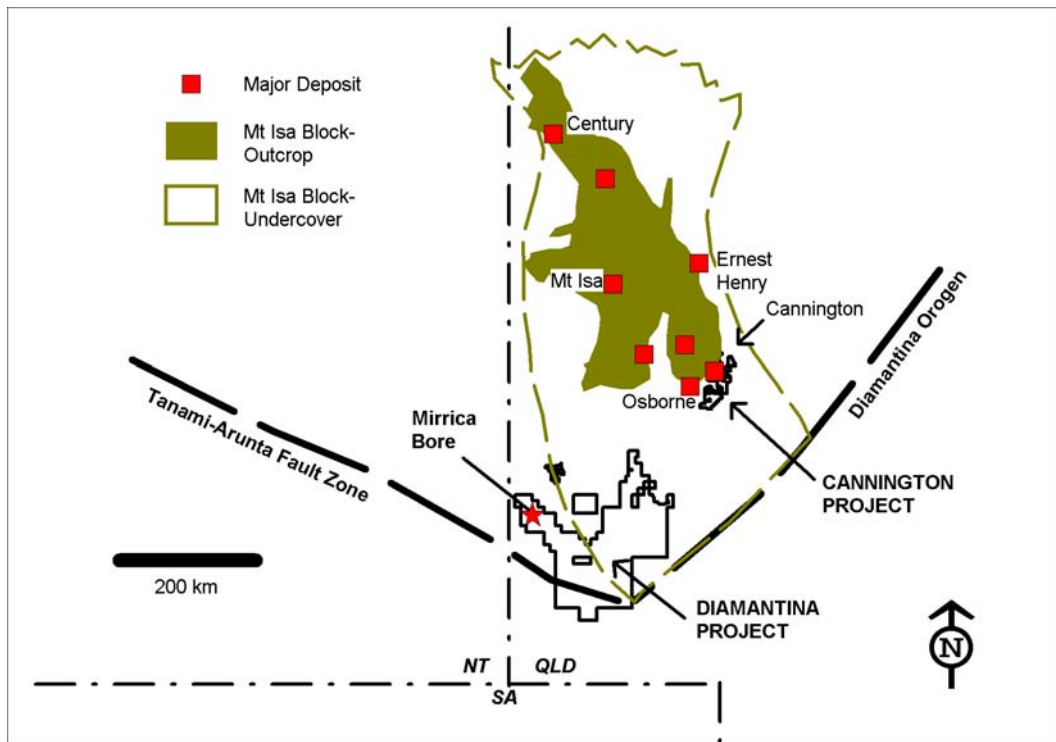 Major Deposit
Mt Isa Block-
Outcrop
Mt Isa Block-
Undercover
Century
Mt Isa
Ernest
Henry
Cannington
Osborne
Diamantina Orogen
Tanami-Arunta Fault Zone
Mirrica
Bore
CANNINGTON
PROJECT
200 km
DIAMANTINA
PROJECT
NT QLD
SA
N